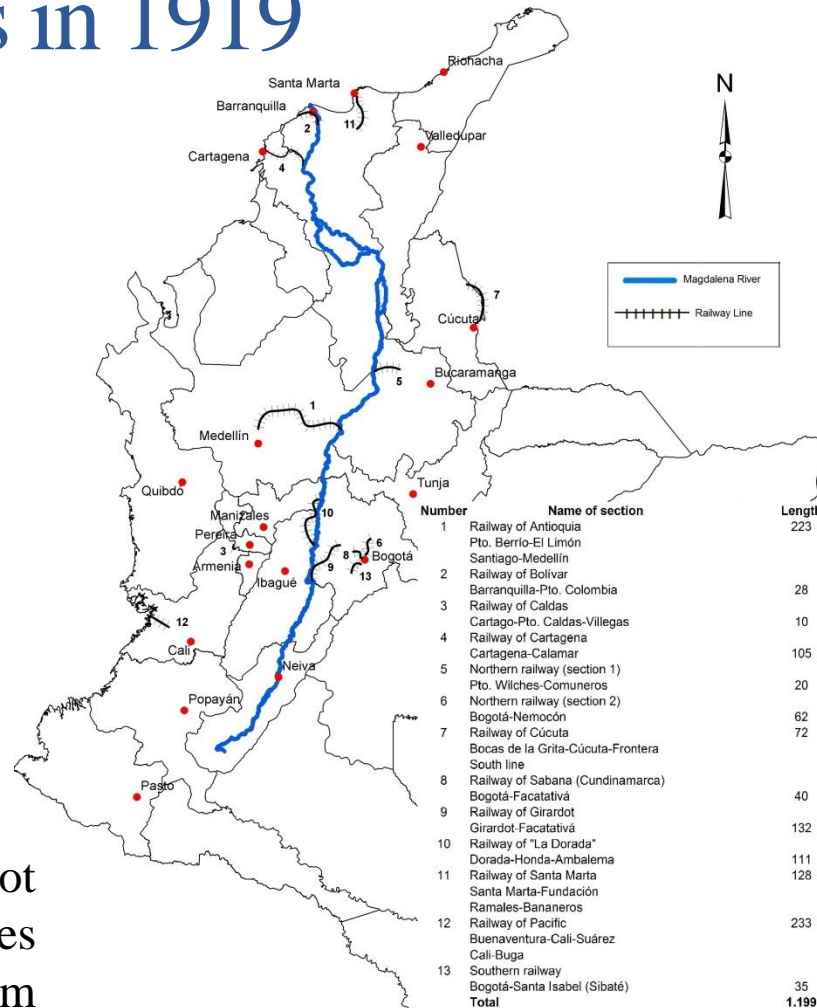 s in 1919
Riohacha
Santa Marta
Barranquilla
2
11
Valledupar
Cartagena
4
N
Magdalena River
Railway Line
7
Cúcuta
Bucaramanga
5
1
Medellín
Quibdó
Tunja
10
Manizales
Pereira
3
Armenia
Ibagué
6
8
Bogotá
9
13
12
Cali
Neiva
Popayán
Pasto
Number Name of section Length
1 Railway of Antioquia 223
Pto. Berrío-El Limón
Santiago-Medellín
2 Railway of Bolívar
Barranquilla-Pto. Colombia 28
3 Railway of Caldas
Cartago-Pto. Caldas-Villegas 10
4 Railway of Cartagena
Cartagena-Calamar 105
5 Northern railway (section 1)
Pto. Wilches-Comuneros 20
6 Northern railway (section 2)
Bogotá-Nemocón 62
7 Railway of Cúcuta 72
Bocas de la Grita-Cúcuta-Frontera
South line
8 Railway of Sabana (Cundinamarca)
Bogotá-Facatativá 40
9 Railway of Girardot
Girardot-Facatativá 132
10 Railway of "La Dorada"
Dorada-Honda-Ambalema 111
11 Railway of Santa Marta 128
Santa Marta-Fundación
Ramales-Bananeros
12 Railway of Pacific 233
Buenaventura-Cali-Suárez
Cali-Buga
13 Southern railway
Bogotá-Santa Isabel (Sibaté) 35
Total 1.199
ot
es
m